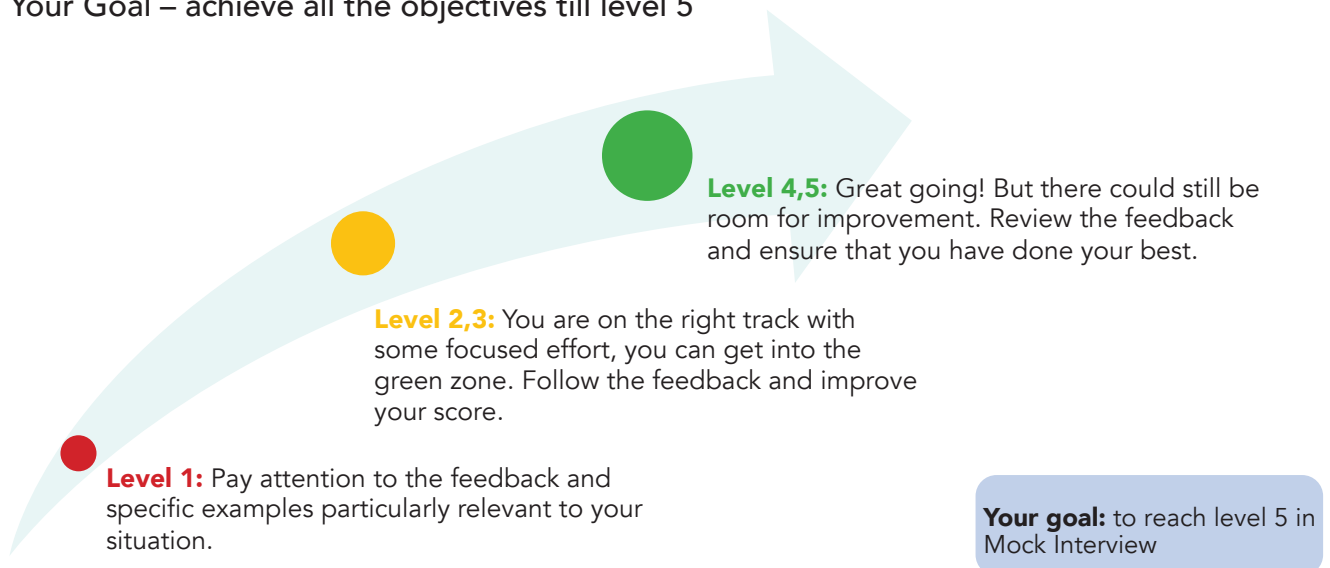 Your Goal – achieve all the objectives till level 5
Level 4,5: Great going! But there could still be
room for improvement. Review the feedback
and ensure that you have done your best.
Level 2,3: You are on the right track with
some focused effort, you can get into the
green zone. Follow the feedback and improve
your score.
Level 1: Pay attention to the feedback and
specific examples particularly relevant to your
situation.
Your goal: to reach level 5 in
Mock Interview